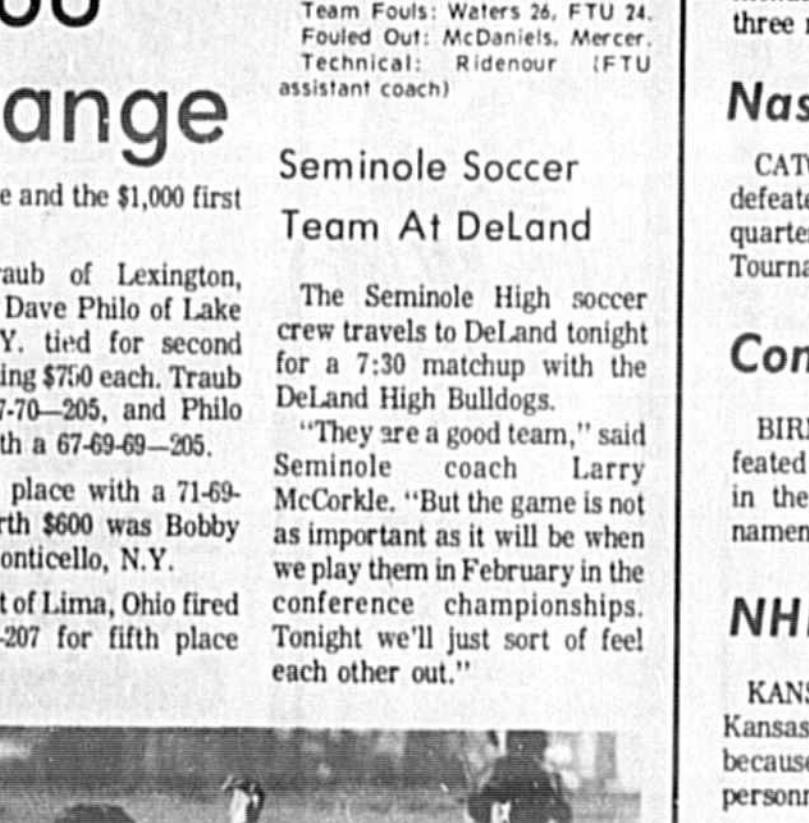 ange
e and the $1,000 first
raub of Lexington,
Dave Philo of Lake
Y. tied for second
ing $750 each. Traub
7-70—205, and Philo
th a 67-69-69—205.
place with a 71-69-
rth $600 was Bobby
onticello, N.Y.
t of Lima, Ohio fired
-207 for fifth place
Team Fouls: Waters 26, FTU 24.
Fouled Out: McDaniels, Mercer.
Technical: Ridenour (FTU
assistant coach)
Seminole Soccer
Team At DeLand
The Seminole High soccer
crew travels to DeLand tonight
for a 7:30 matchup with the
DeLand High Bulldogs.
"They are a good team," said
Seminole coach Larry
McCorkle. "But the game is not
as important as it will be when
we play them in February in the
conference championships.
Tonight we'll just sort of feel
each other out."
three
Nas
CATW
defeate
quarte
Tourna
Con
BIRM
feated
in the
namen
NH
KANS
Kansas
because
personn